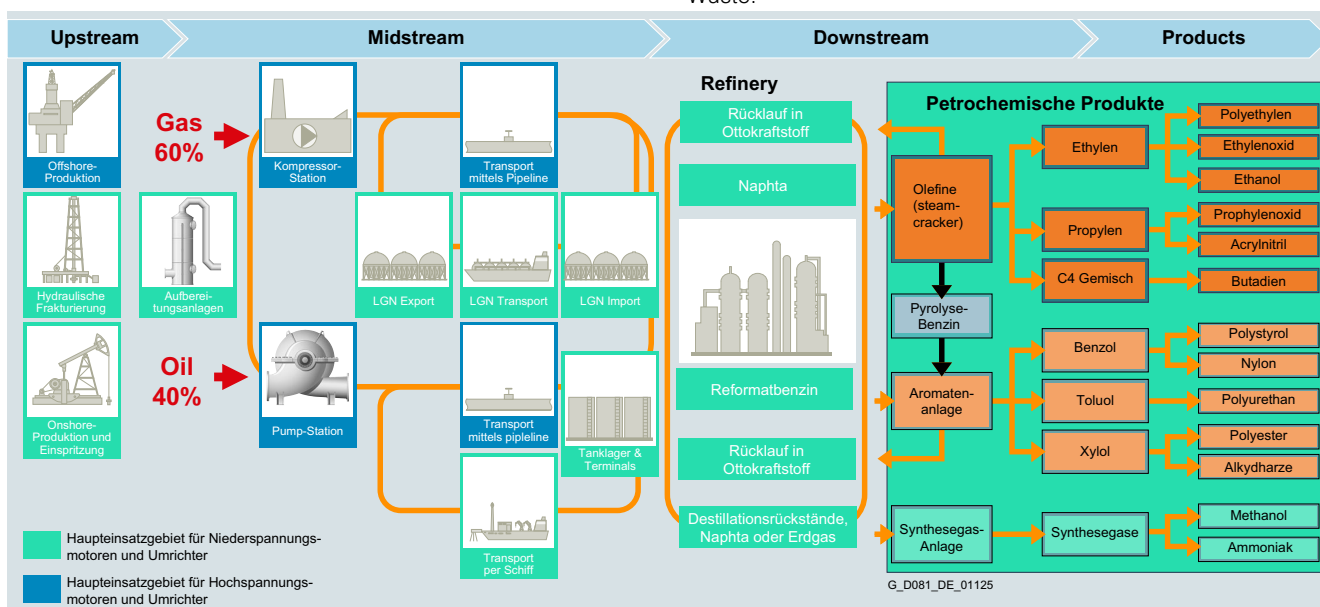 Waste.
Upstream
Midstream
Downstream
Products
Offshore-
Produktion
Hydraulische
Frakturierung
Onshore-
Produktion und
Einspritzung
Aufberei-
tungsanlagen
Gas
60%
Oil
40%
Kompressor-
Station
Transport
mittels Pipeline
LGN Export
LGN Transport
LGN Import
Pump-Station
Transport
mittels pipleline
Tanklager &
Terminals
Transport
per Schiff
Refinery
Rücklauf in
Ottokraftstoff
Naphta
Reformatbenzin
Rücklauf in
Ottokraftstoff
Destillationsrückstände,
Naphta oder Erdgas
Petrochemische Produkte
Olefine
(steam-
cracker)
Pyrolyse-
Benzin
Aromaten-
anlage
Synthesegas-
Anlage
Ethylen
Propylen
C4 Gemisch
Benzol
Toluol
Xylol
Synthesegase
Polyethylen
Ethylenoxid
Ethanol
Prophylenoxid
Acrylnitril
Butadien
Polystyrol
Nylon
Polyurethan
Polyester
Alkydharze
Methanol
Ammoniak
Haupteinsatzgebiet für Niederspannungs-
motoren und Umrichter
Haupteinsatzgebiet für Hochspannungs-
motoren und Umrichter
G_D081_DE_01125